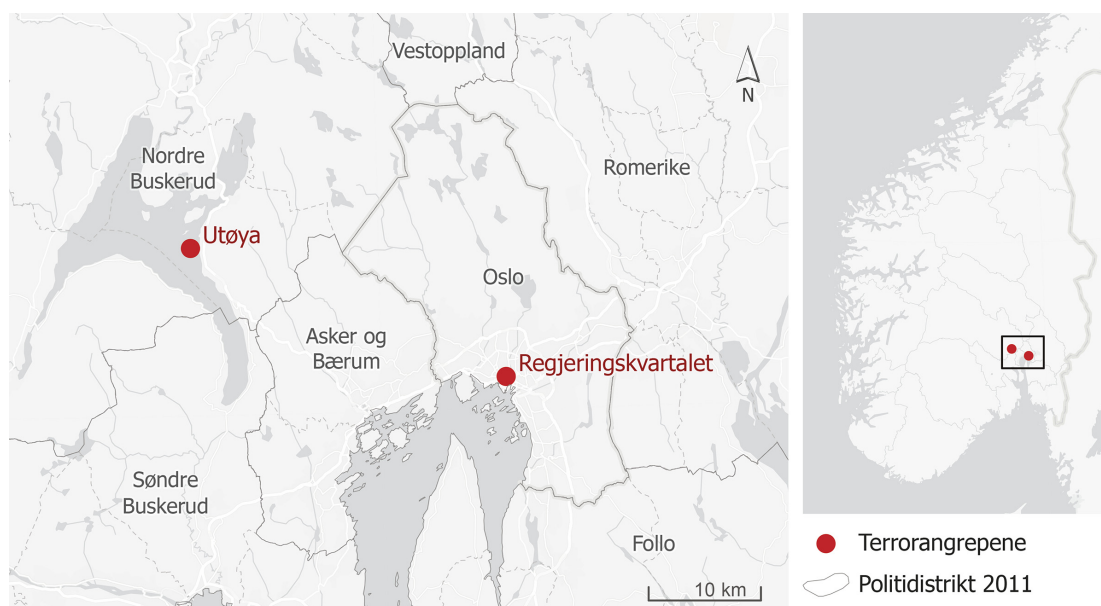 Vestoppland
N
Nordre
Buskerud
Romerike
Utøya
Oslo
Asker og
Bærum
Regjeringskvartalet
Søndre
Buskerud
Follo
10 km
Terrorangrepene
Politidistrikt 2011